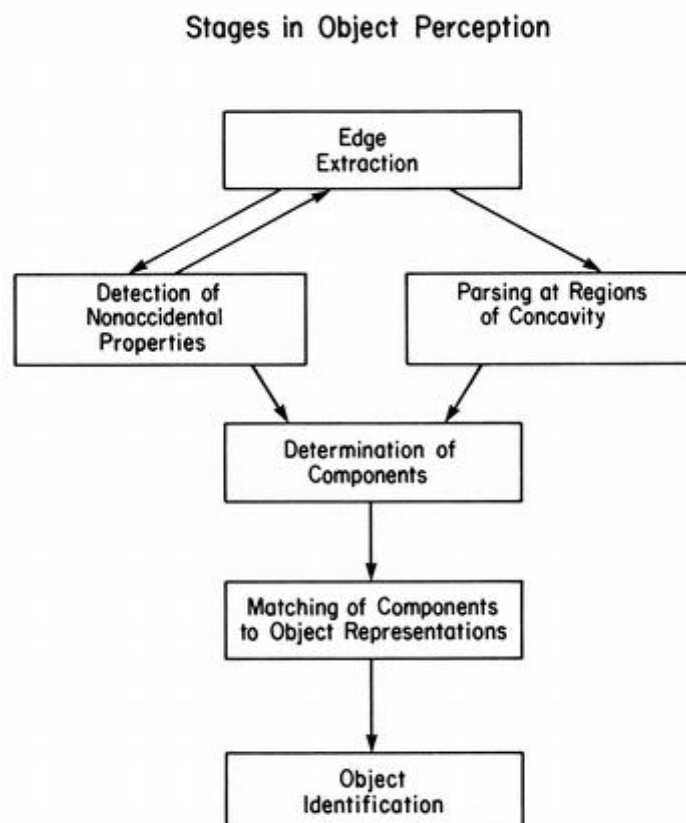 Stages in Object Perception
Edge
Extraction
Detection of
Nonaccidental
Properties
Parsing at Regions
of Concavity
Determination of
Components
Matching of Components
to Object Representations
Object
Identification